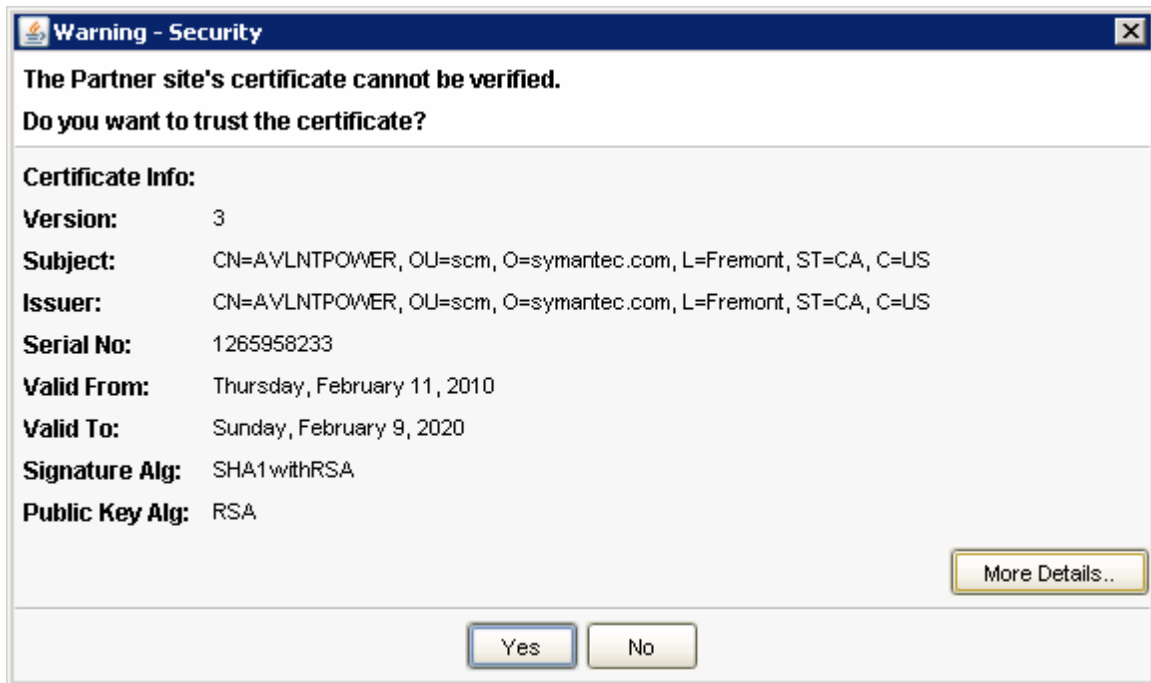 Warning - Security
The Partner site's certificate cannot be verified.
Do you want to trust the certificate?
Certificate Info:
Version: 3
Subject: CN=AVLNTPOWER, OU=scm, O=symantec.com, L=Fremont, ST=CA, C=US
Issuer: CN=AVLNTPOWER, OU=scm, O=symantec.com, L=Fremont, ST=CA, C=US
Serial No: 1265958233
Valid From: Thursday, February 11, 2010
Valid To: Sunday, February 9, 2020
Signature Alg: SHA1withRSA
Public Key Alg: RSA
More Details..
Yes No